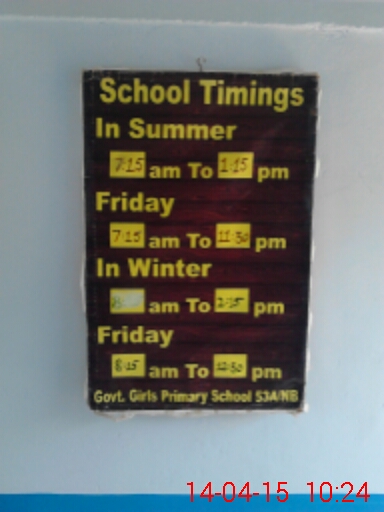 School Timings
In Summer
7:15 am To 1:15 pm
Friday
7:15 am To 11:30 pm
In Winter
am To 2:15 pm
Friday
8:15 am To 12:30 pm
Govt. Girls Primary School 53A/NB
14-04-15 10:24